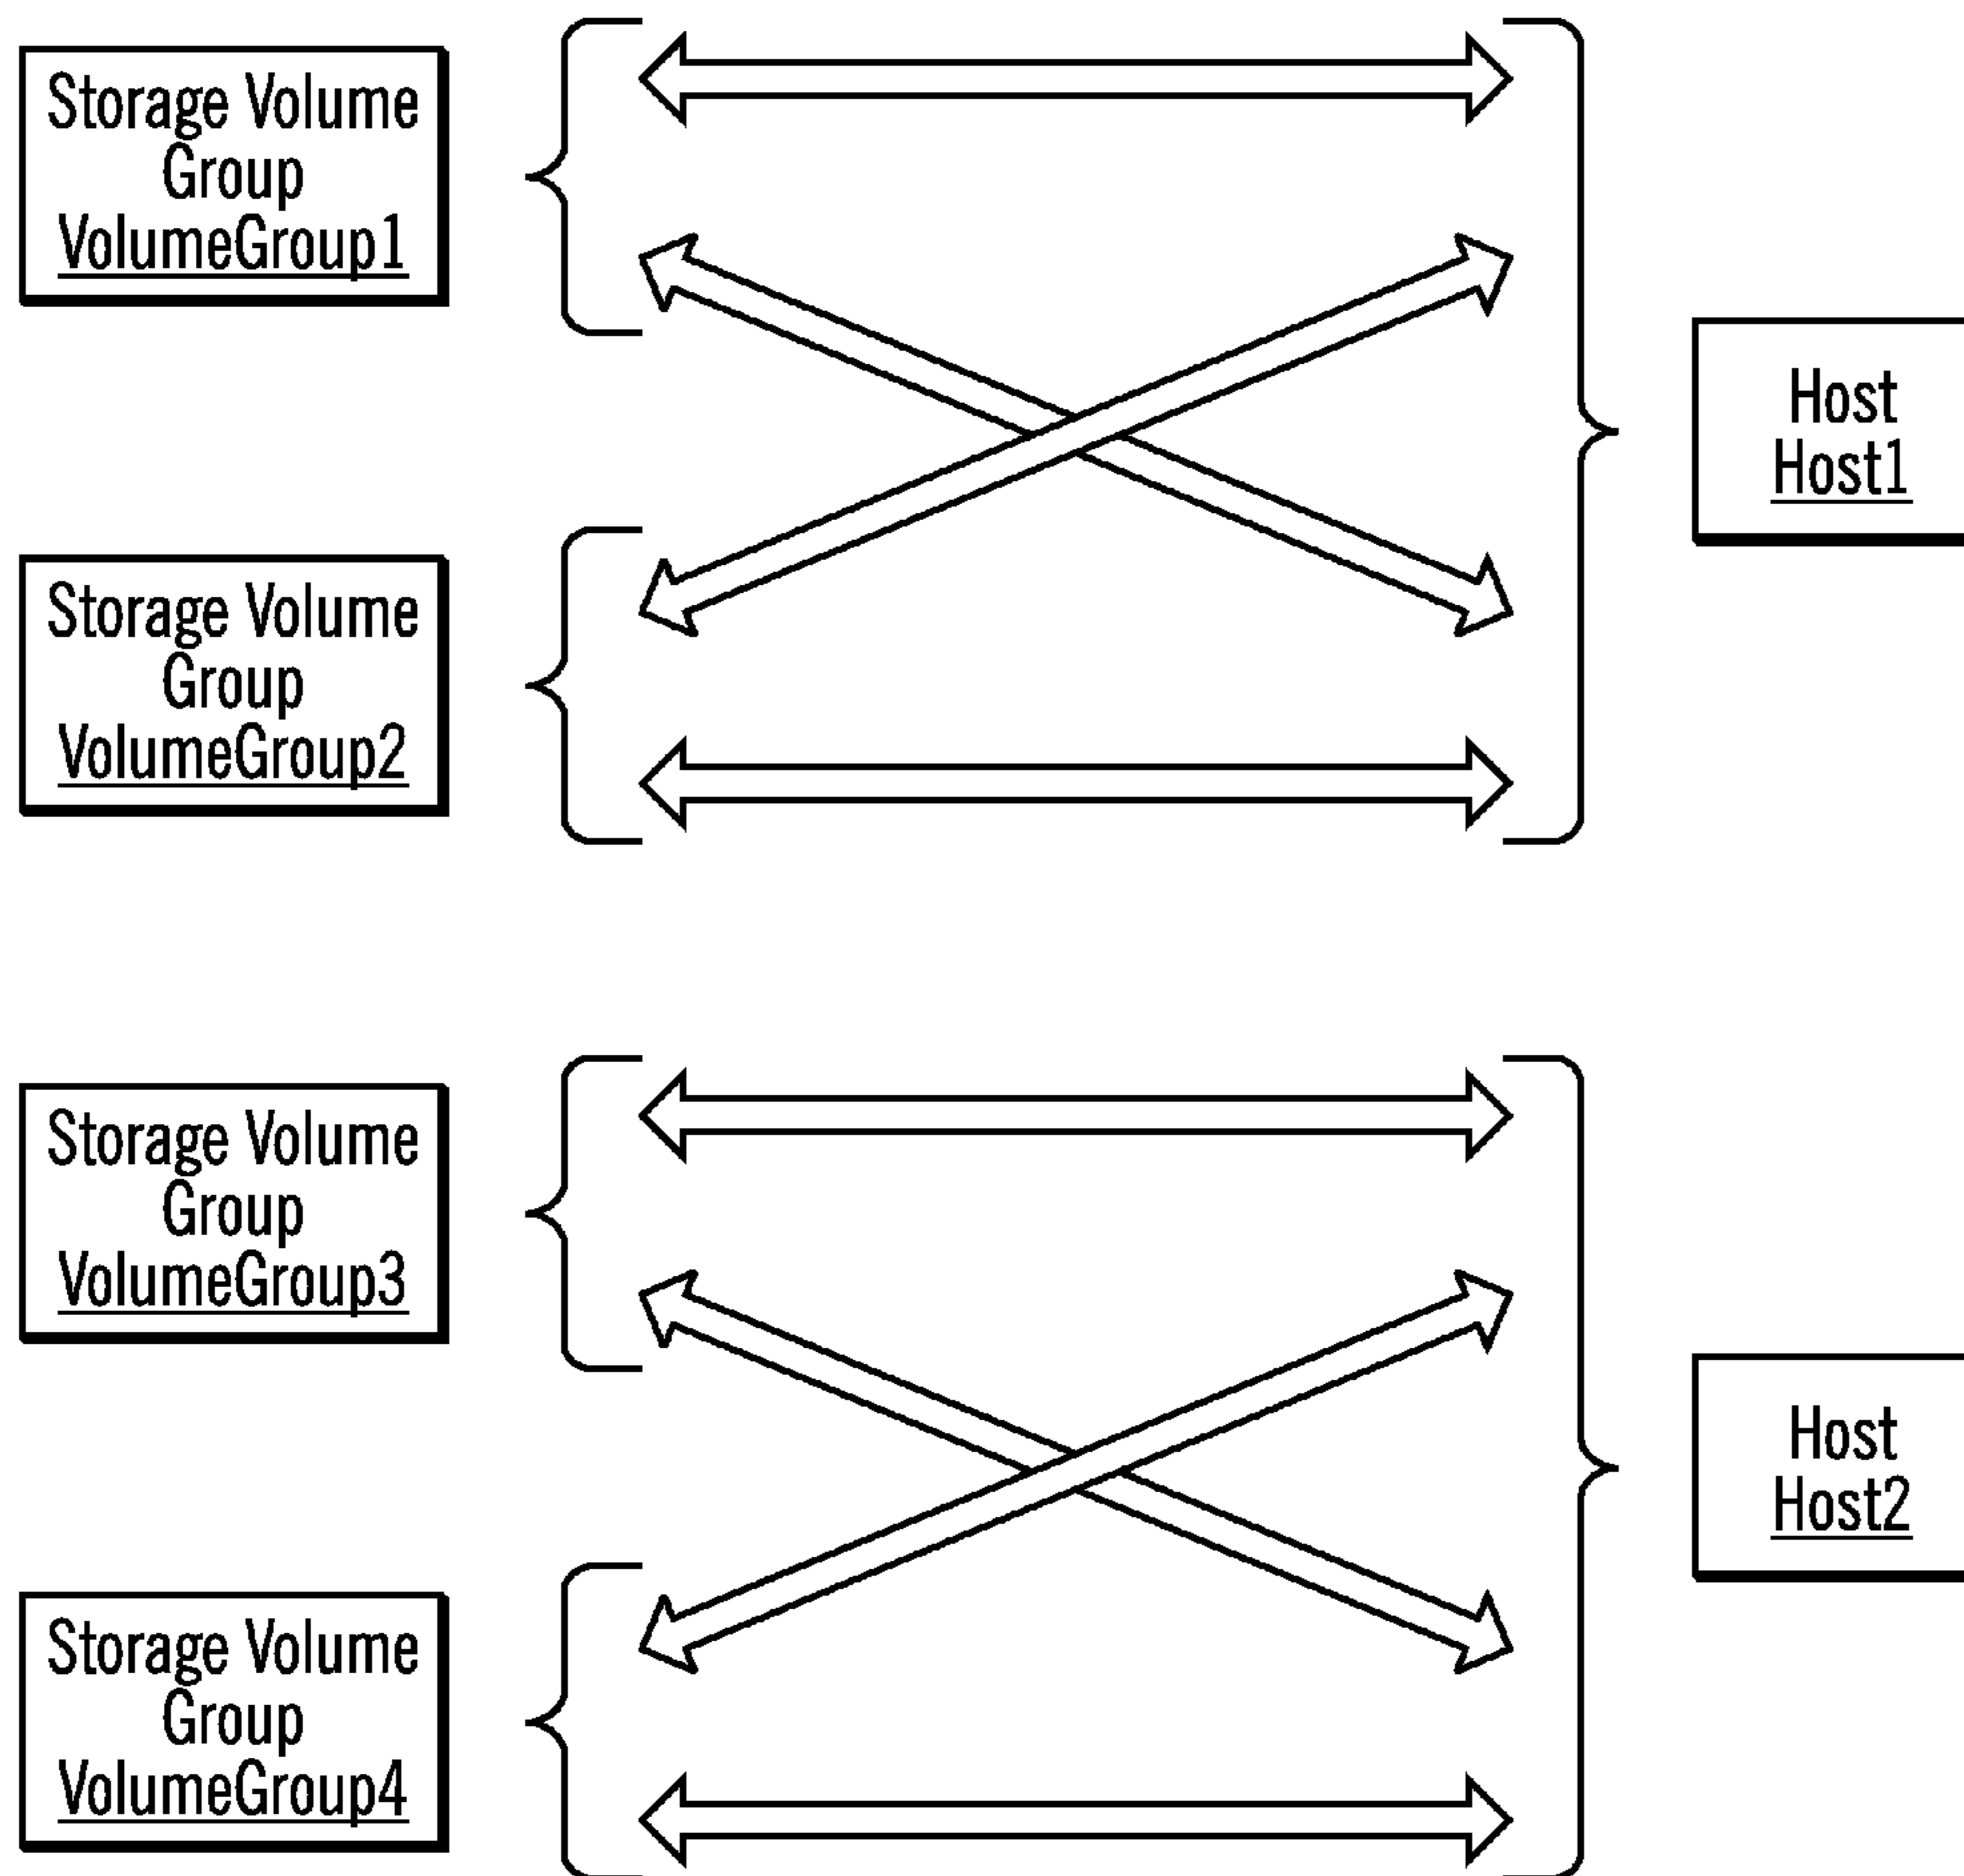 Storage Volume
Group
VolumeGroup1
Host
Host1
Storage Volume
Group
VolumeGroup2
Storage Volume
Group
VolumeGroup3
Host
Host2
Storage Volume
Group
VolumeGroup4